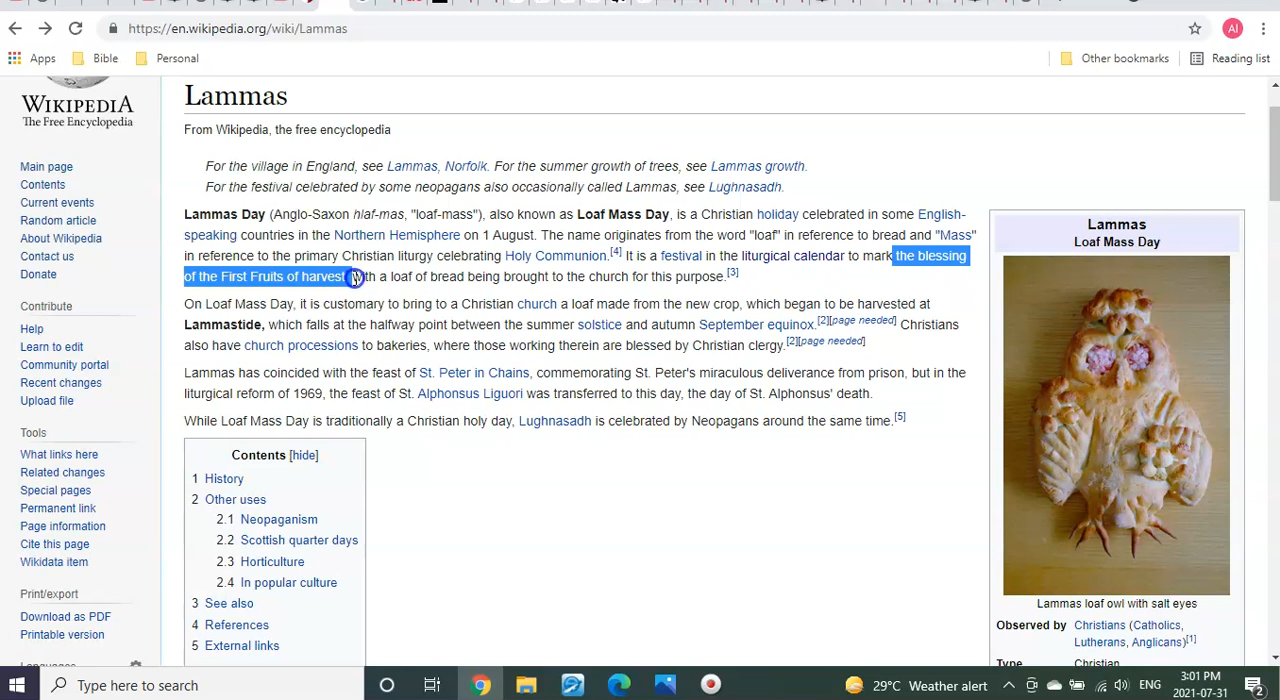 https://en.wikipedia.org/wiki/Lammas
AI
Apps Bible Personal Other bookmarks Reading list
WIKIPEDIA
The Free Encyclopedia
Main page
Contents
Current events
Random article
About Wikipedia
Contact us
Donate
Contribute
Help
Learn to edit
Community portal
Recent changes
Upload file
Tools
What links here
Related changes
Special pages
Permanent link
Page information
Cite this page
Wikidata item
Print/export
Download as PDF
Printable version
Languages
Lammas
From Wikipedia, the free encyclopedia
For the village in England, see Lammas, Norfolk. For the summer growth of trees, see Lammas growth.
For the festival celebrated by some neopagans also occasionally called Lammas, see Lughnasadh.
Lammas Day (Anglo-Saxon hlaf-mas, "loaf-mass"), also known as Loaf Mass Day, is a Christian holiday celebrated in some English-
speaking countries in the Northern Hemisphere on 1 August. The name originates from the word "loaf" in reference to bread and "Mass"
in reference to the primary Christian liturgy celebrating Holy Communion.[4] It is a festival in the liturgical calendar to mark the blessing
of the First Fruits of harvest, with a loaf of bread being brought to the church for this purpose.[3]
On Loaf Mass Day, it is customary to bring to a Christian church a loaf made from the new crop, which began to be harvested at
Lammastide, which falls at the halfway point between the summer solstice and autumn September equinox.[2][page needed] Christians
also have church processions to bakeries, where those working therein are blessed by Christian clergy.[2][page needed]
Lammas has coincided with the feast of St. Peter in Chains, commemorating St. Peter's miraculous deliverance from prison, but in the
liturgical reform of 1969, the feast of St. Alphonsus Liguori was transferred to this day, the day of St. Alphonsus' death.
While Loaf Mass Day is traditionally a Christian holy day, Lughnasadh is celebrated by Neopagans around the same time.[5]
Contents [hide]
1 History
2 Other uses
2.1 Neopaganism
2.2 Scottish quarter days
2.3 Horticulture
2.4 In popular culture
3 See also
4 References
5 External links
Lammas
Loaf Mass Day
Lammas loaf owl with salt eyes
Observed by Christians (Catholics,
Lutherans, Anglicans)[1]
Type Christian
Type here to search
29°C Weather alert
ENG
3:01 PM
2021-07-31
2